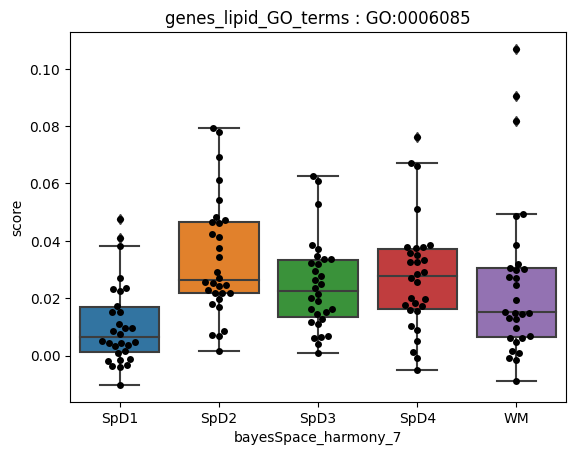 genes_lipid_GO_terms : GO:0006085
0.10
0.08
0.06
0.04
0.02
0.00
score
SpD1 SpD2 SpD3 SpD4 WM
bayesSpace_harmony_7